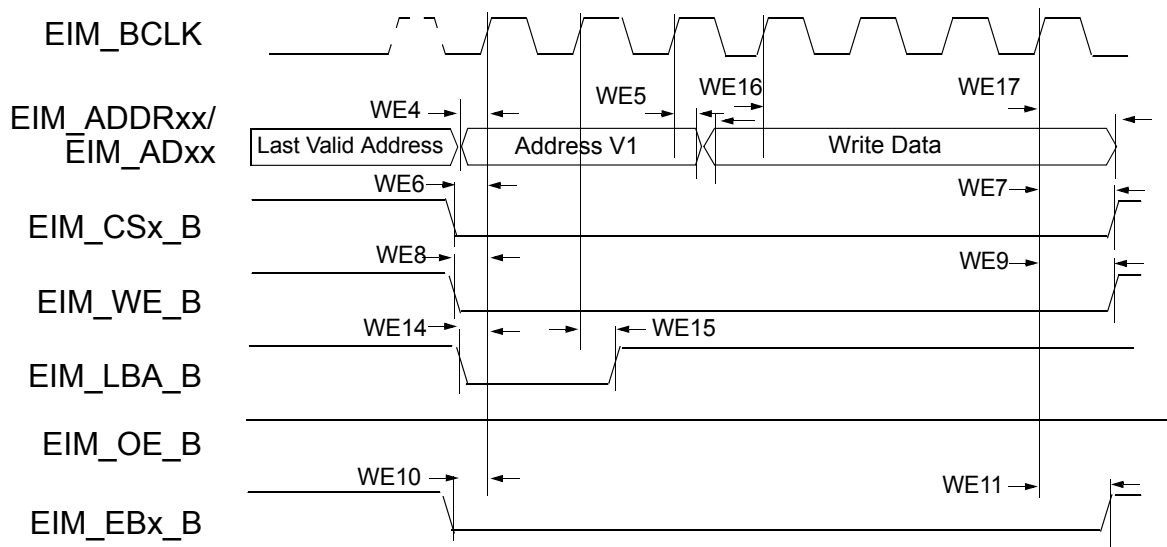 EIM_BCLK
WE4
WE5
WE16
WE17
EIM_ADDRxx/
EIM_ADxx
Last Valid Address
Address V1
Write Data
WE6
WE7
EIM_CSx_B
WE8
WE9
EIM_WE_B
WE14
WE15
EIM_LBA_B
EIM_OE_B
WE10
WE11
EIM_EBx_B